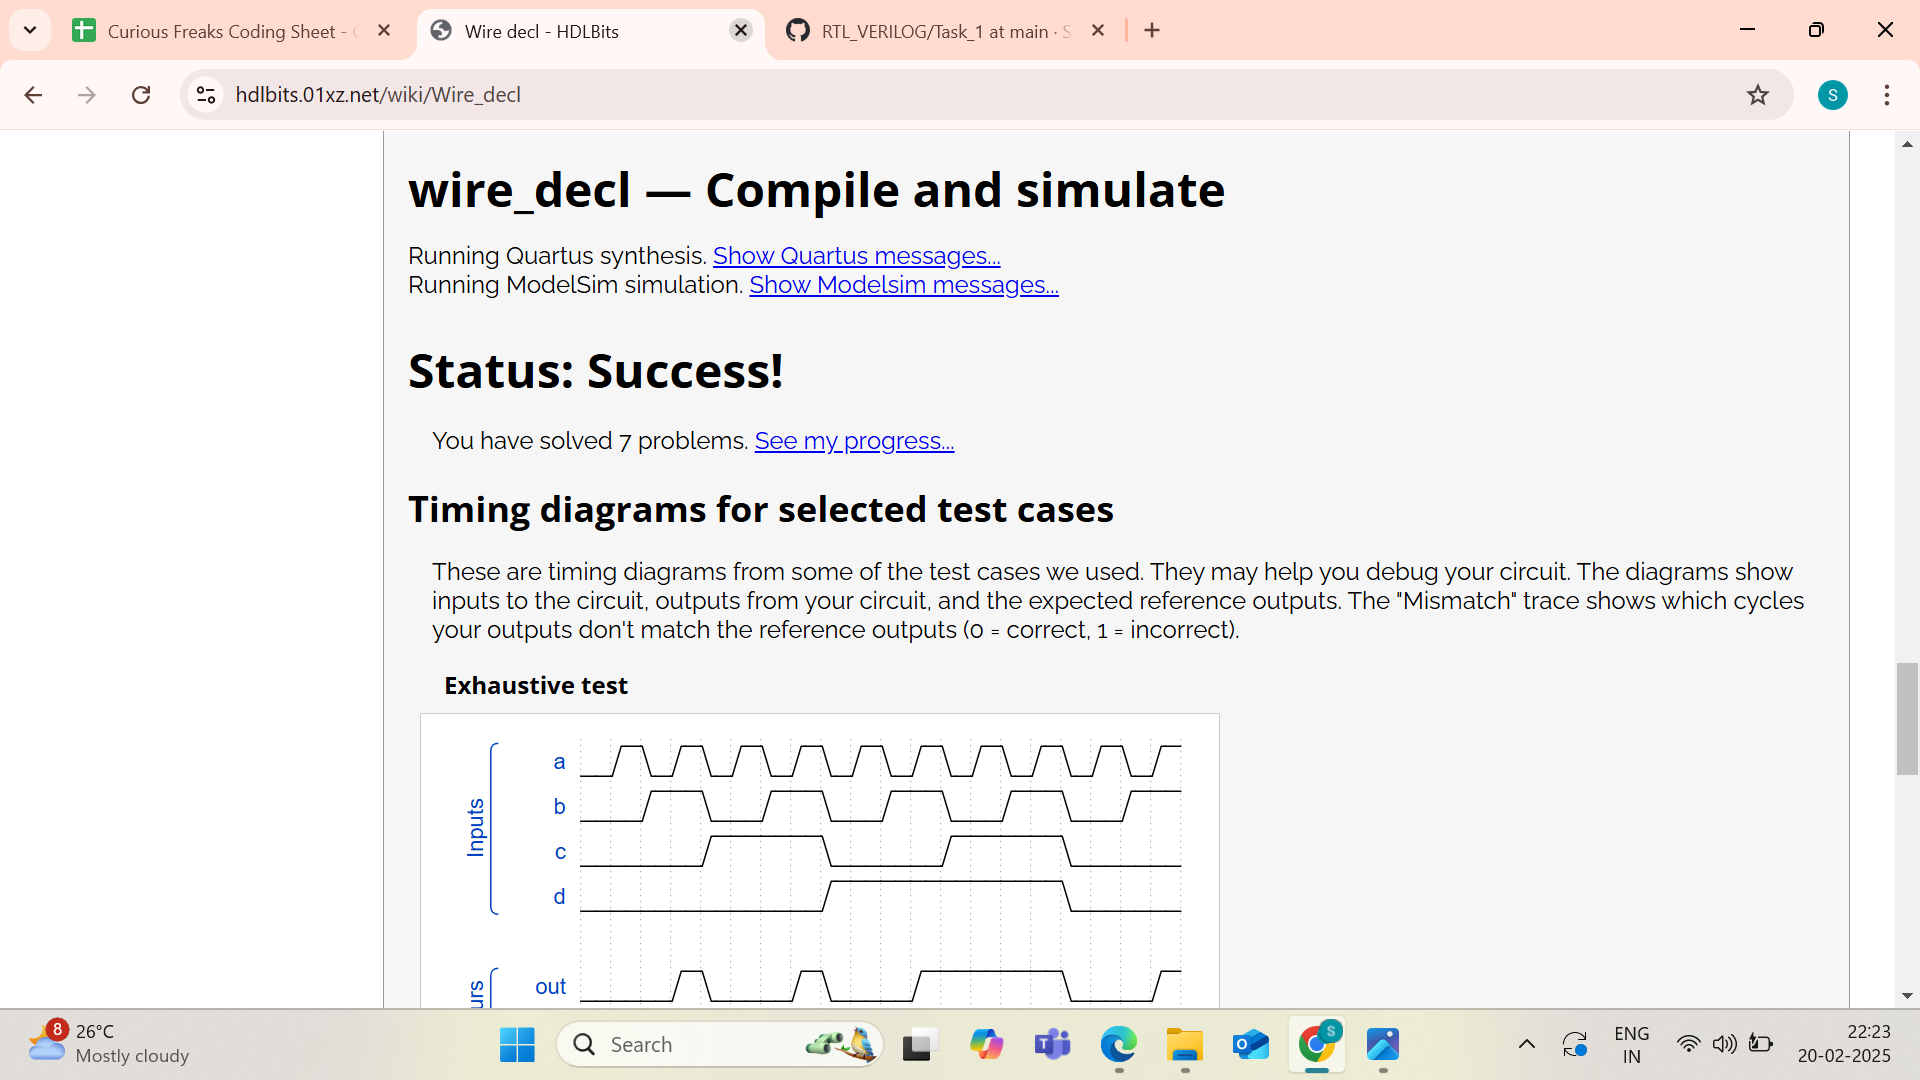 Curious Freaks Coding Sheet -
Wire decl - HDLBits
RTL_VERILOG/Task_1 at main ·
hdlbits.01xz.net/wiki/Wire_decl
S
wire_decl — Compile and simulate
Running Quartus synthesis. Show Quartus messages...
Running ModelSim simulation. Show Modelsim messages...
Status: Success!
You have solved 7 problems. See my progress...
Timing diagrams for selected test cases
These are timing diagrams from some of the test cases we used. They may help you debug your circuit. The diagrams show
inputs to the circuit, outputs from your circuit, and the expected reference outputs. The "Mismatch" trace shows which cycles
your outputs don't match the reference outputs (0 = correct, 1 = incorrect).
Exhaustive test
Inputs
a
b
c
d
urs
out
8
26°C
Mostly cloudy
Search
S
ENG
IN
22:23
20-02-2025